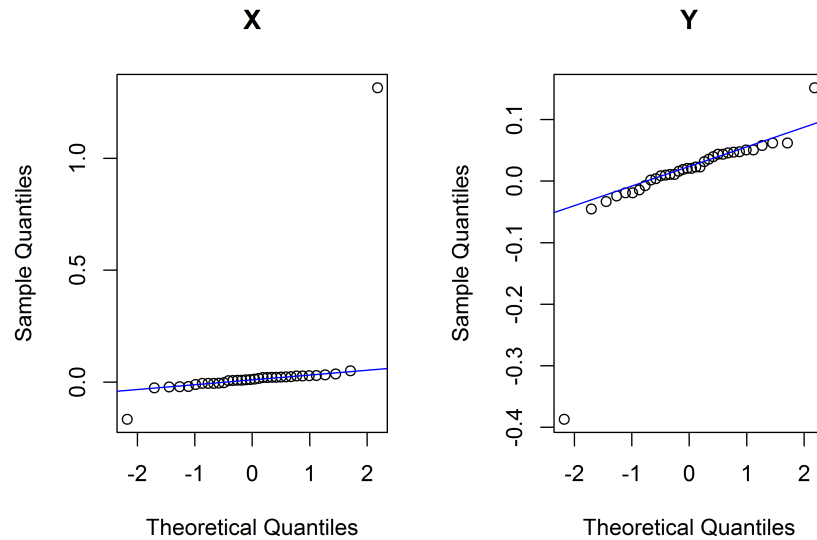 X
Sample Quantiles
1.0
0.5
0.0
-2 -1 0 1 2
Theoretical Quantiles
Y
Sample Quantiles
0.1
0.0
-0.1
-0.2
-0.3
-0.4
-2 -1 0 1 2
Theoretical Quantiles